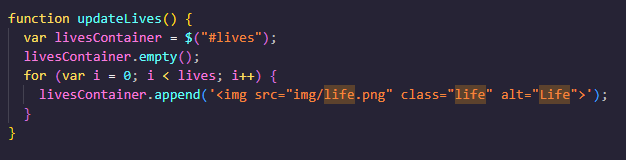 function updateLives() {
  var livesContainer = $("#lives");
  livesContainer.empty();
  for (var i = 0; i < lives; i++) {
    livesContainer.append('<img src="img/life.png" class="life" alt="Life">');
  }
}